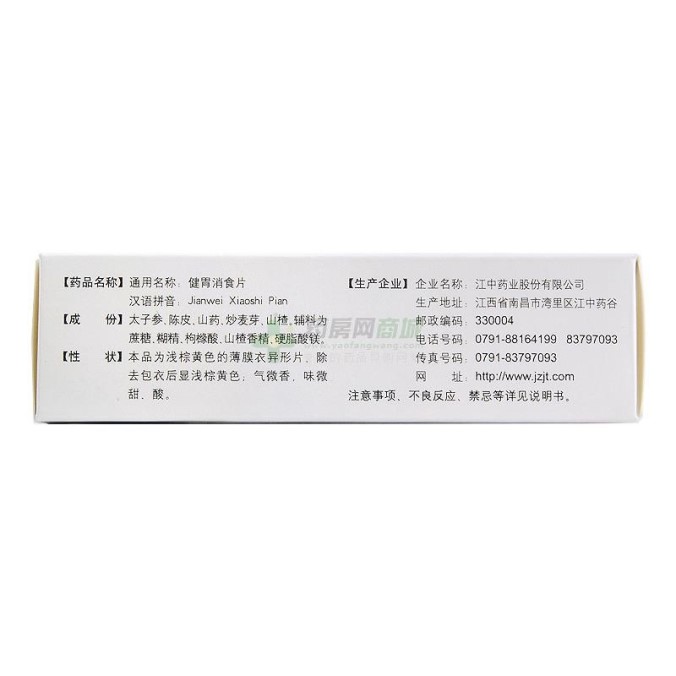 【药品名称】通用名称：健胃消食片
汉语拼音：Jianwei Xiaoshi Pian
【成　份】太子参、陈皮、山药、炒麦芽、山楂,辅料为
蔗糖、糊精、枸橼酸、山楂香精、硬脂酸镁。
【性　状】本品为浅棕黄色的薄膜衣异形片，除
去包衣后显浅棕黄色；气微香，味微
甜、酸。
【生产企业】企业名称：江中药业股份有限公司
生产地址：江西省南昌市湾里区江中药谷
邮政编码：330004
电话号码：0791-88164199　83797093
传真号码：0791-83797093
网　　址：http://www.jzjt.com
注意事项、不良反应、禁忌等详见说明书。
药房网商城
www.yaofangwang.com